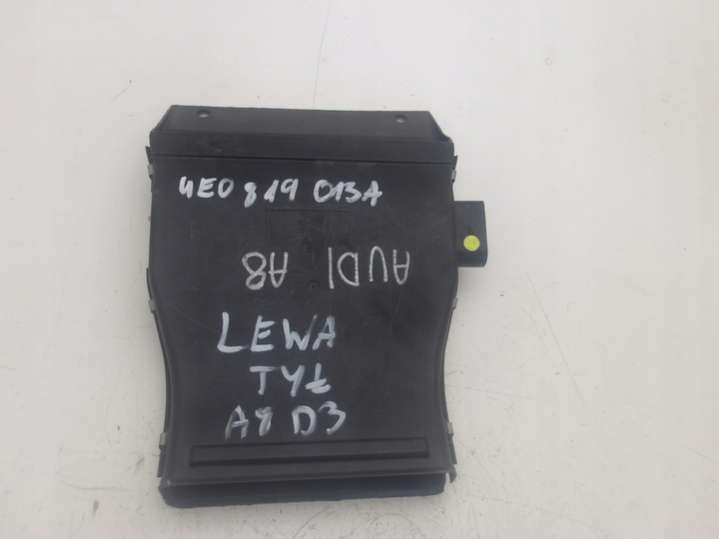 4E0 819 013A
AUDI A8
LEWA
TYŁ
A8 D3